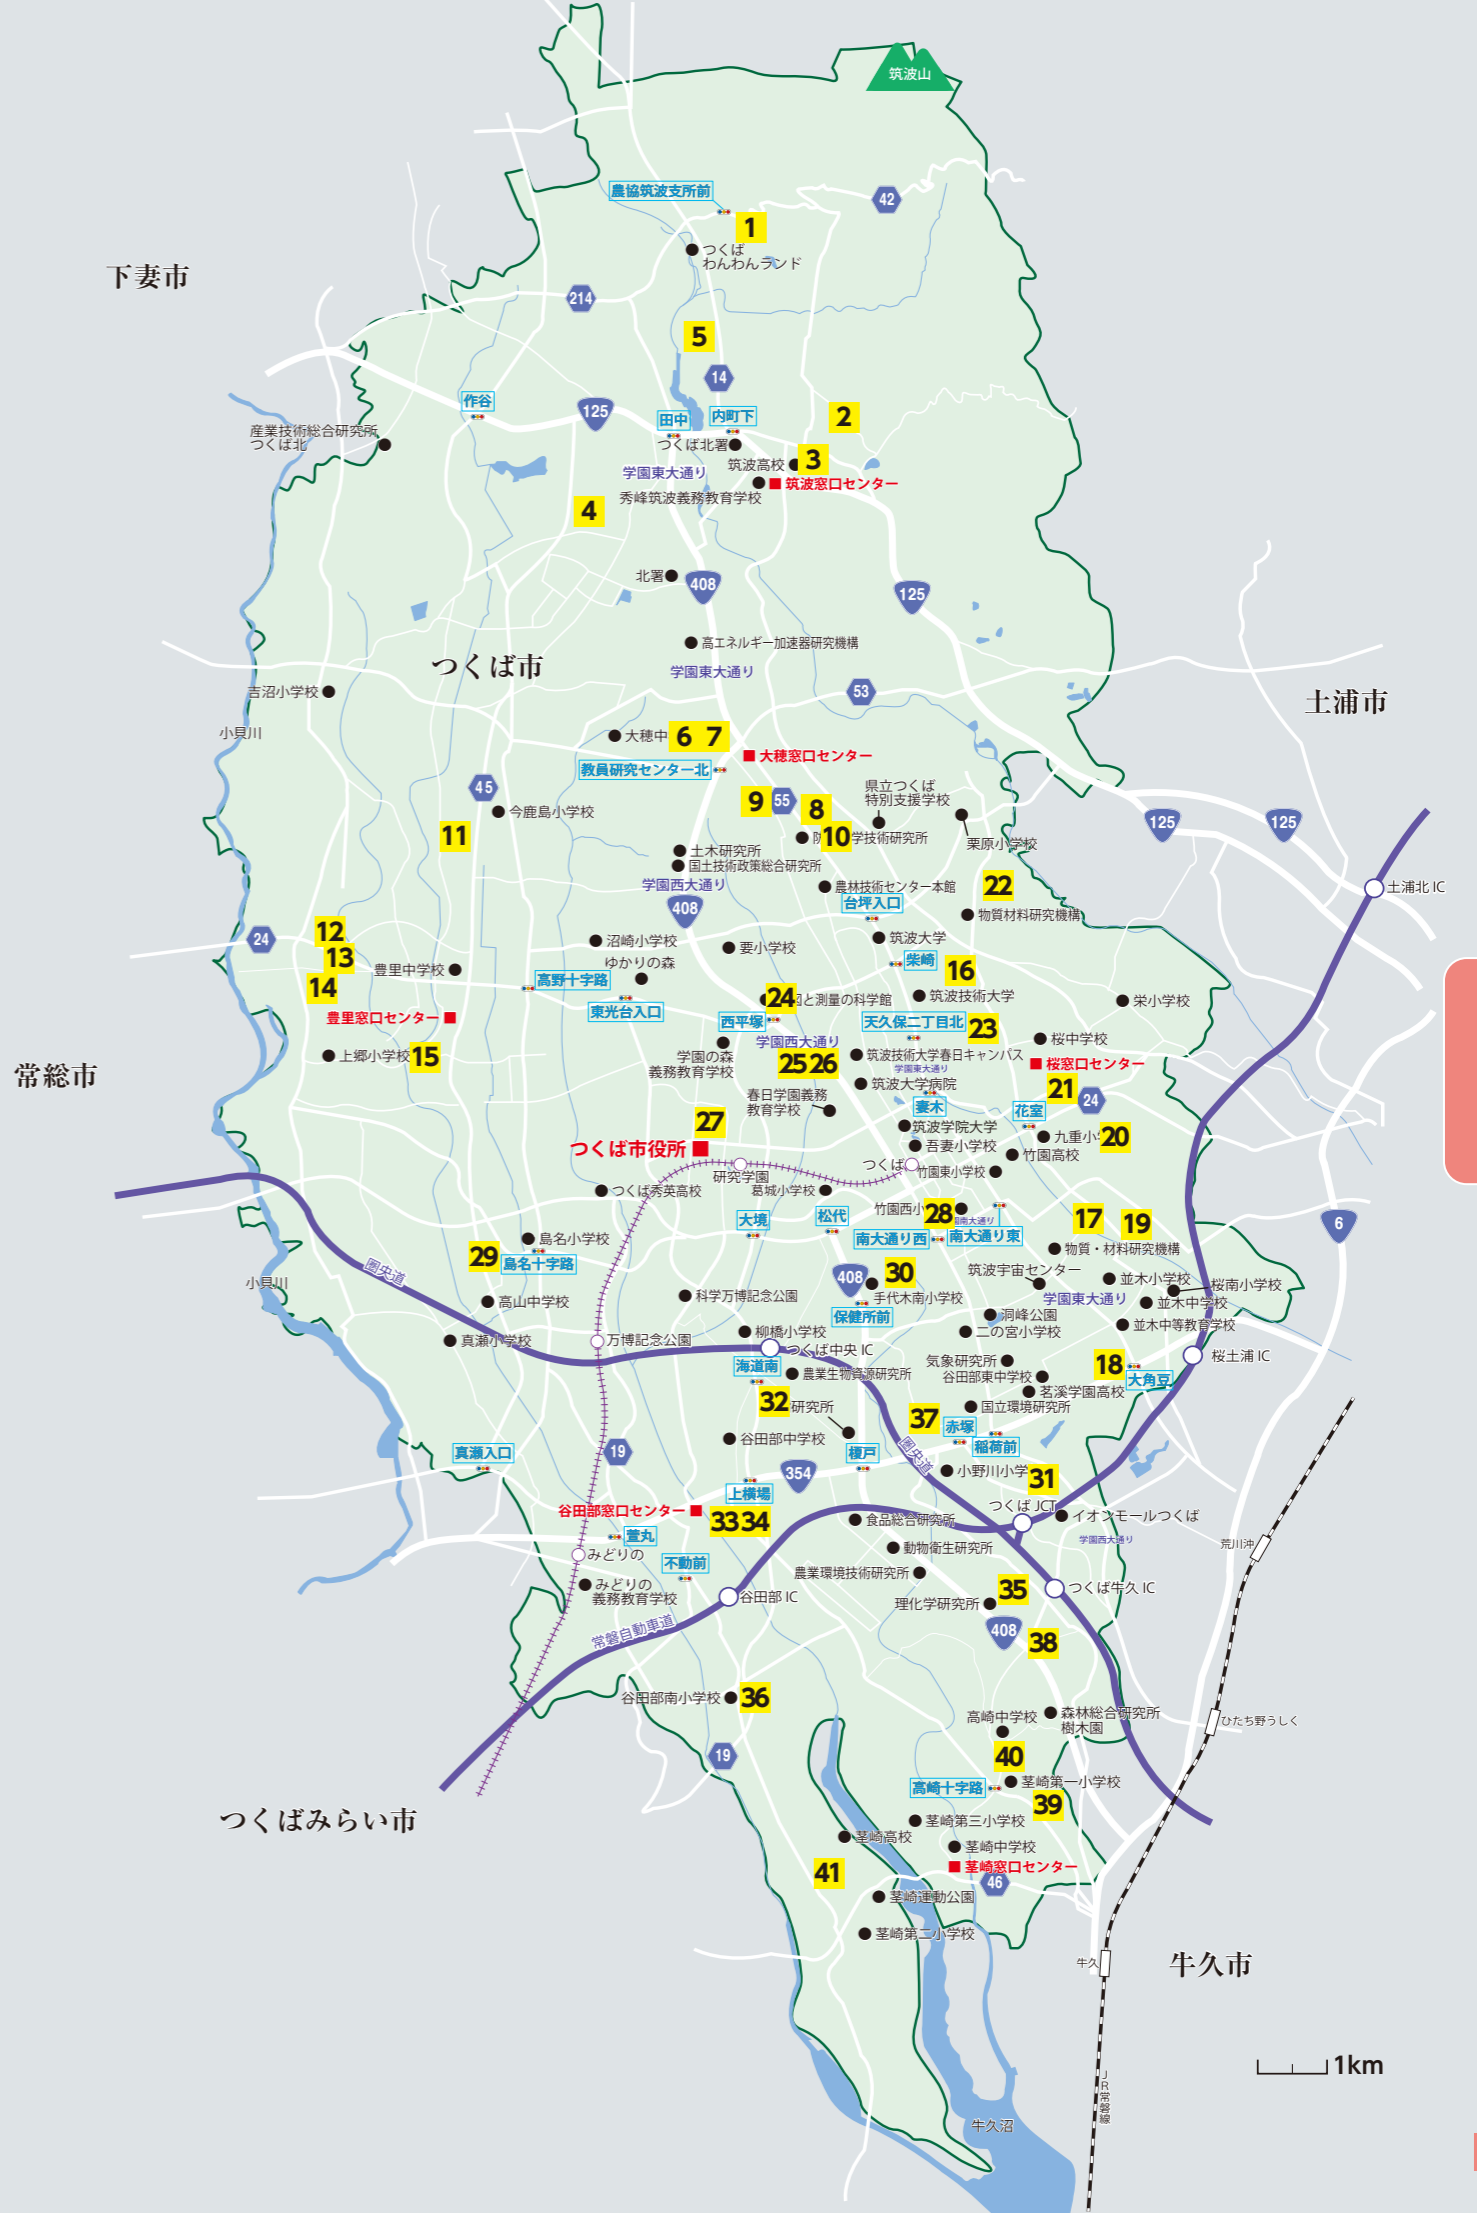 筑波山
農協筑波支所前
42
1
つくば
わんわんランド
下妻市
214
5
14
作谷
125
田中
内町下
2
産業技術総合研究所
つくば北
つくば北署
筑波高校
3
学園東大通り
筑波窓口センター
秀峰筑波義務教育学校
4
北署
408
125
高エネルギー加速器研究機構
つくば市
学園東大通り
吉沼小学校
53
土浦市
小貝川
大穂中
6
7
大穂窓口センター
教員研究センター北
45
今鹿島小学校
9
55
8
県立つくば
特別支援学校
11
10
学技術研究所
栗原小学校
125
125
土木研究所
国土技術政策総合研究所
学園西大通り
農林技術センター本館
22
土浦北 IC
台坪入口
408
物質材料研究機構
12
24
沼崎小学校
要小学校
筑波大学
13
豊里中学校
ゆかりの森
柴崎
16
14
高野十字路
24
と測量の科学館
筑波技術大学
栄小学校
東光台入口
豊里窓口センター
西平塚
天久保二丁目北
23
学園西大通り
桜中学校
上郷小学校
15
学園の森
義務教育学校
25
26
筑波技術大学春日キャンパス
学園東大通り
桜窓口センター
常総市
筑波大学病院
21
春日学園義務
教育学校
妻木
花室
24
27
筑波学院大学
九重小
20
つくば市役所
吾妻小学校
竹園高校
研究学園
つくば
竹園東小学校
つくば秀英高校
葛城小学校
竹園西小
28
大境
松代
南大通り西
南大通り東
17
19
6
29
島名小学校
島名十字路
物質・材料研究機構
圏央道
小貝川
408
30
筑波宇宙センター
並木小学校
桜南小学校
高山中学校
科学万博記念公園
手代木南小学校
学園東大通り
並木中学校
保健所前
洞峰公園
真瀬小学校
万博記念公園
柳橋小学校
二の宮小学校
並木中等教育学校
つくば中央 IC
桜土浦 IC
海道南
農業生物資源研究所
気象研究所
18
谷田部東中学校
大角豆
32
研究所
茗溪学園高校
国立環境研究所
37
赤塚
谷田部中学校
稲荷前
真瀬入口
19
榎戸
圏央道
354
小野川小学
31
上横場
谷田部窓口センター
33
34
つくば JCT
食品総合研究所
イオンモールつくば
萱丸
学園西大通り
荒川沖
みどりの
不動前
動物衛生研究所
農業環境技術研究所
みどりの
義務教育学校
谷田部 IC
35
つくば牛久 IC
理化学研究所
常磐自動車道
408
38
谷田部南小学校
36
高崎中学校
森林総合研究所
樹木園
ひたち野うしく
19
40
高崎十字路
茎崎第一小学校
39
つくばみらい市
茎崎第三小学校
茎崎高校
茎崎中学校
茎崎窓口センター
41
46
茎崎運動公園
茎崎第二小学校
牛久
牛久市
1km
JR常磐線
牛久沼